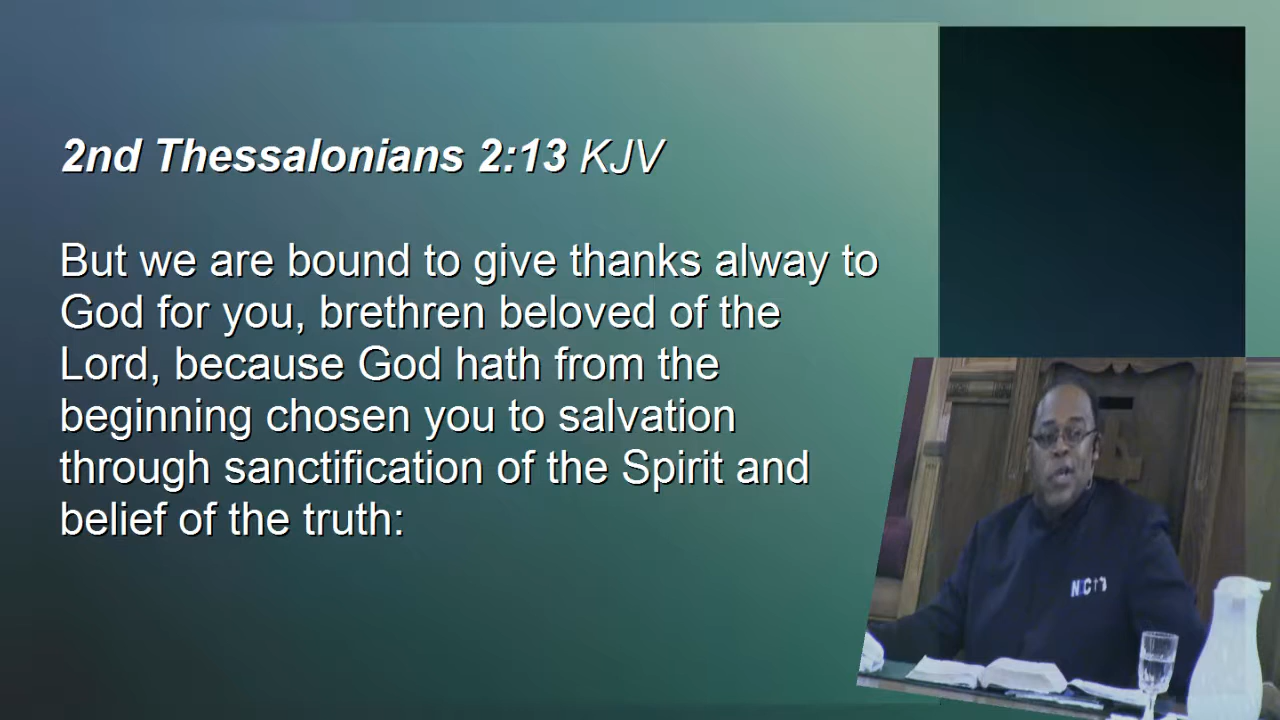 2nd Thessalonians 2:13 KJV
But we are bound to give thanks alway to
God for you, brethren beloved of the
Lord, because God hath from the
beginning chosen you to salvation
through sanctification of the Spirit and
belief of the truth: